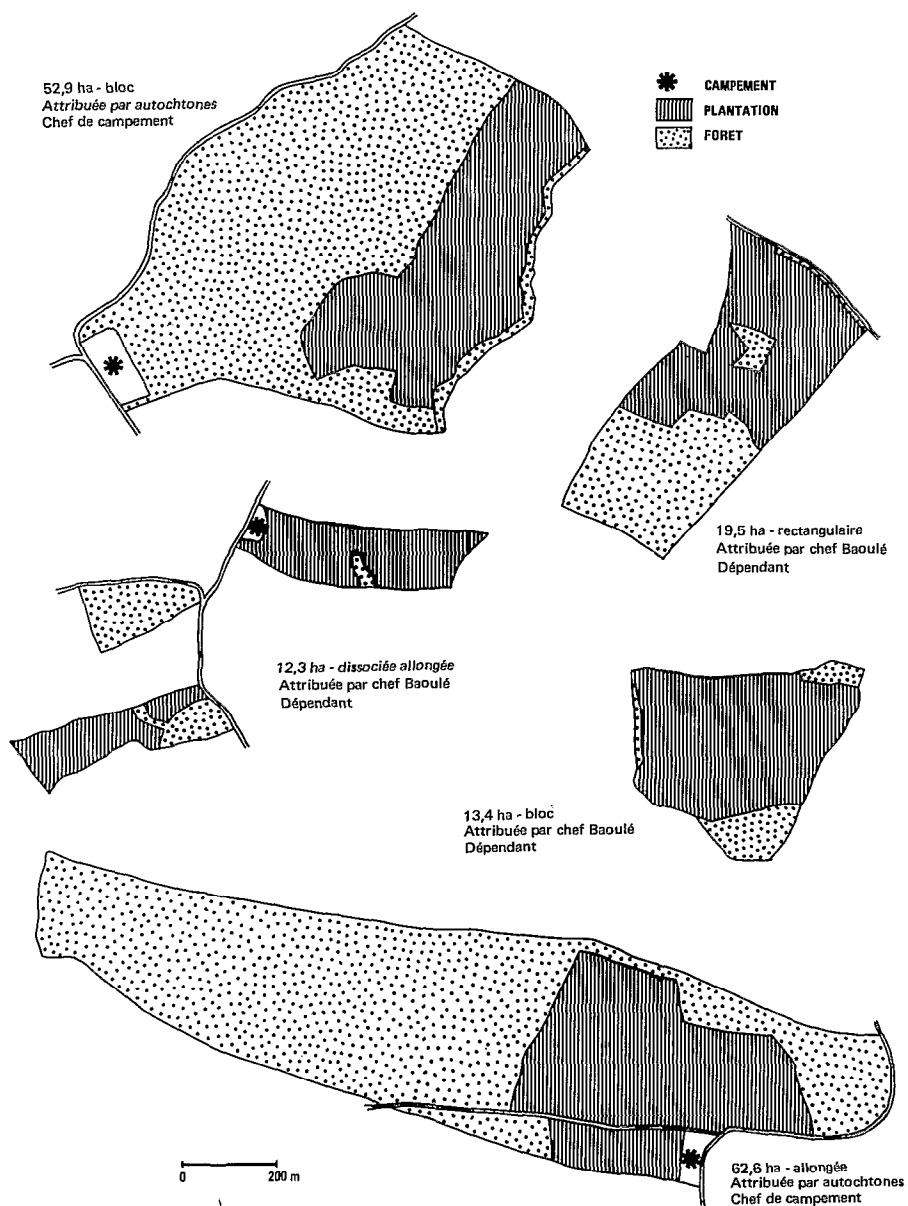 52,9 ha - bloc
Attribuée par autochtones
Chef de campement
CAMPEMENT
PLANTATION
FORET
19,5 ha - rectangulaire
Attribuée par chef Baoulé
Dépendant
12,3 ha - dissociée allongée
Attribuée par chef Baoulé
Dépendant
13,4 ha - bloc
Attribuée par chef Baoulé
Dépendant
0 200 m
62,6 ha - allongée
Attribuée par autochtones
Chef de campement